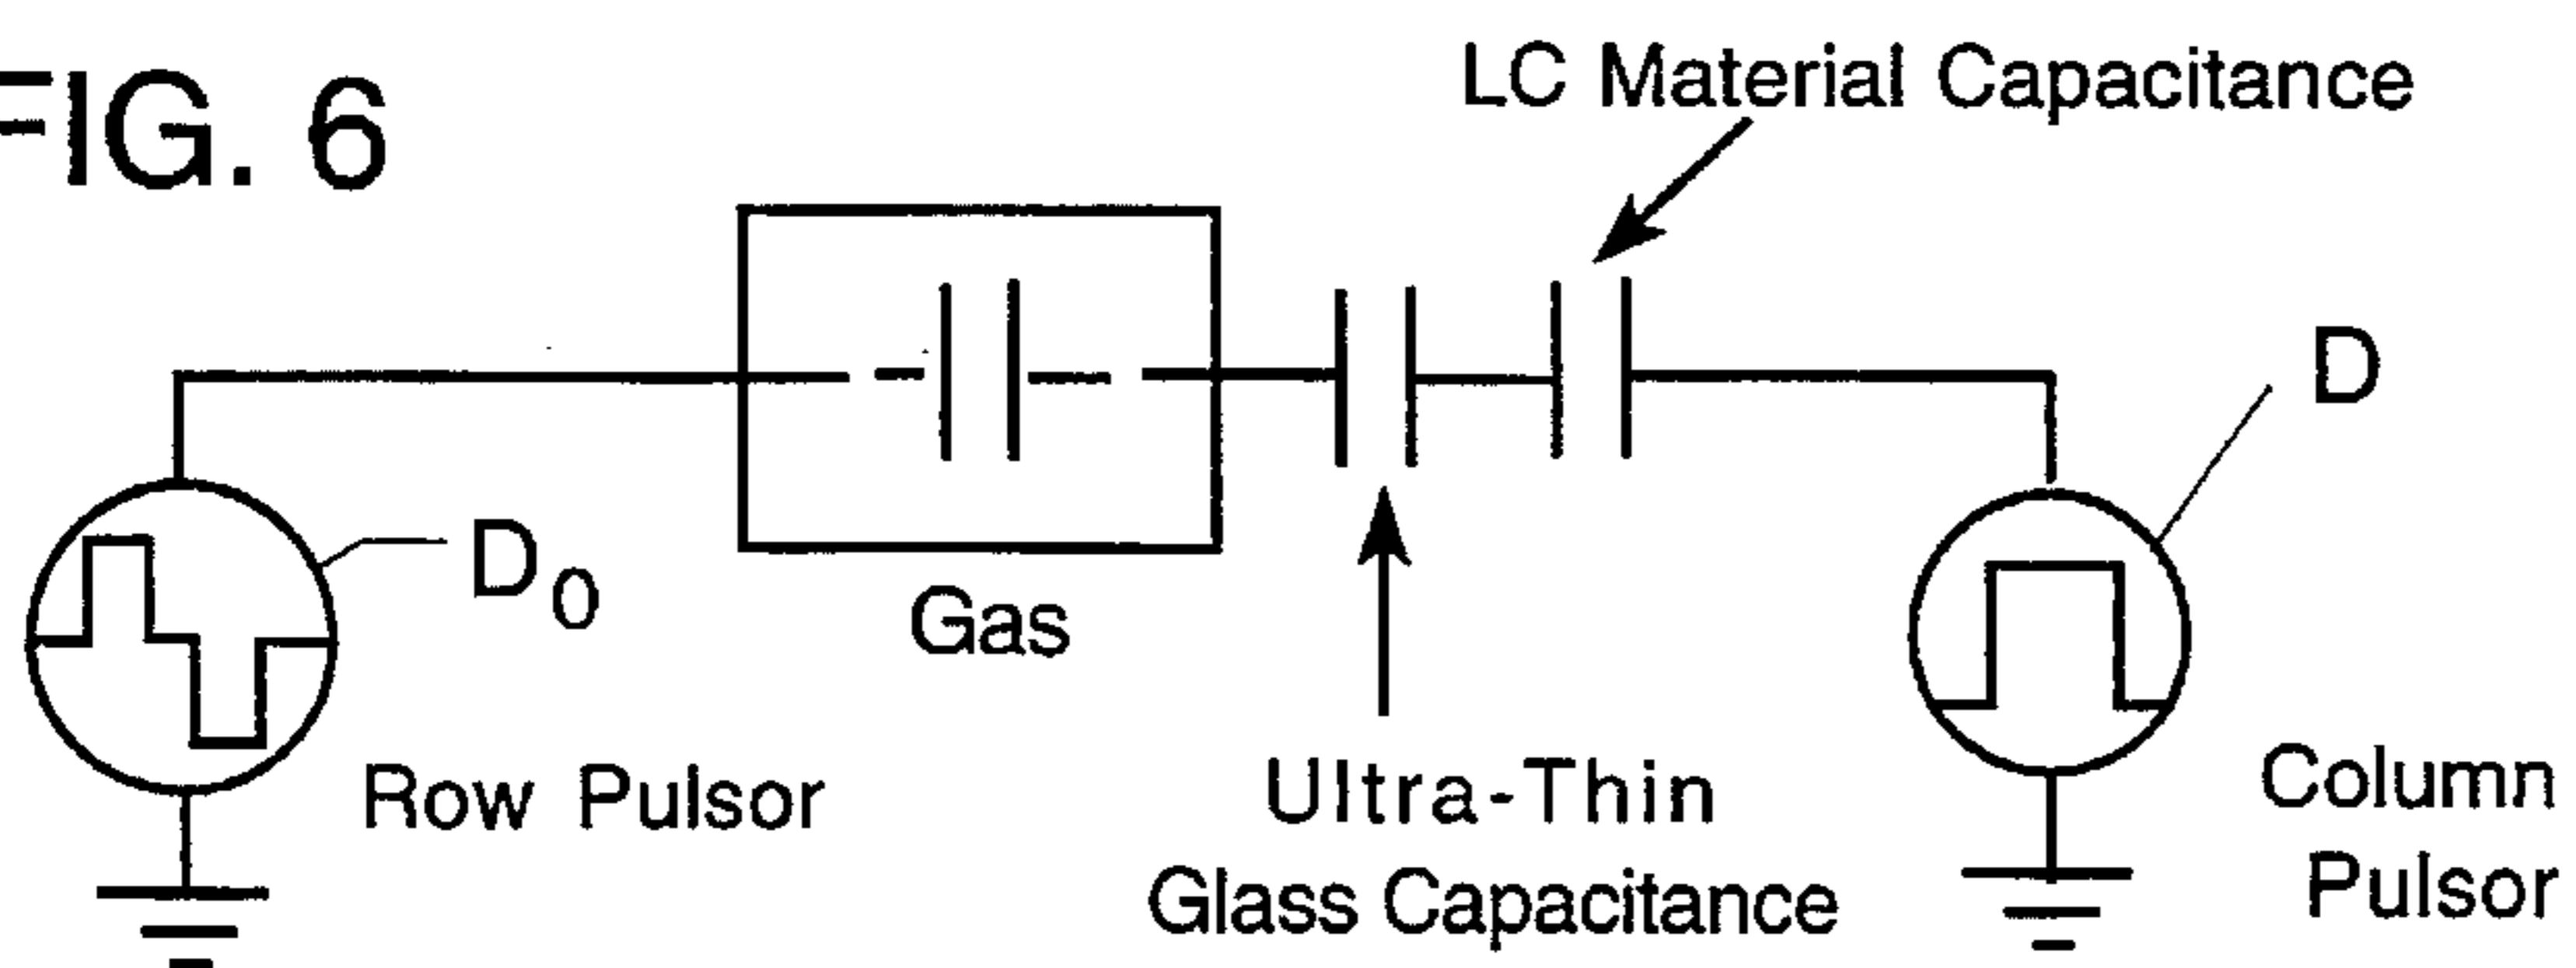 FIG. 6
LC Material Capacitance
D
D0
Gas
Row Pulsor
Ultra-Thin
Glass Capacitance
Column
Pulsor